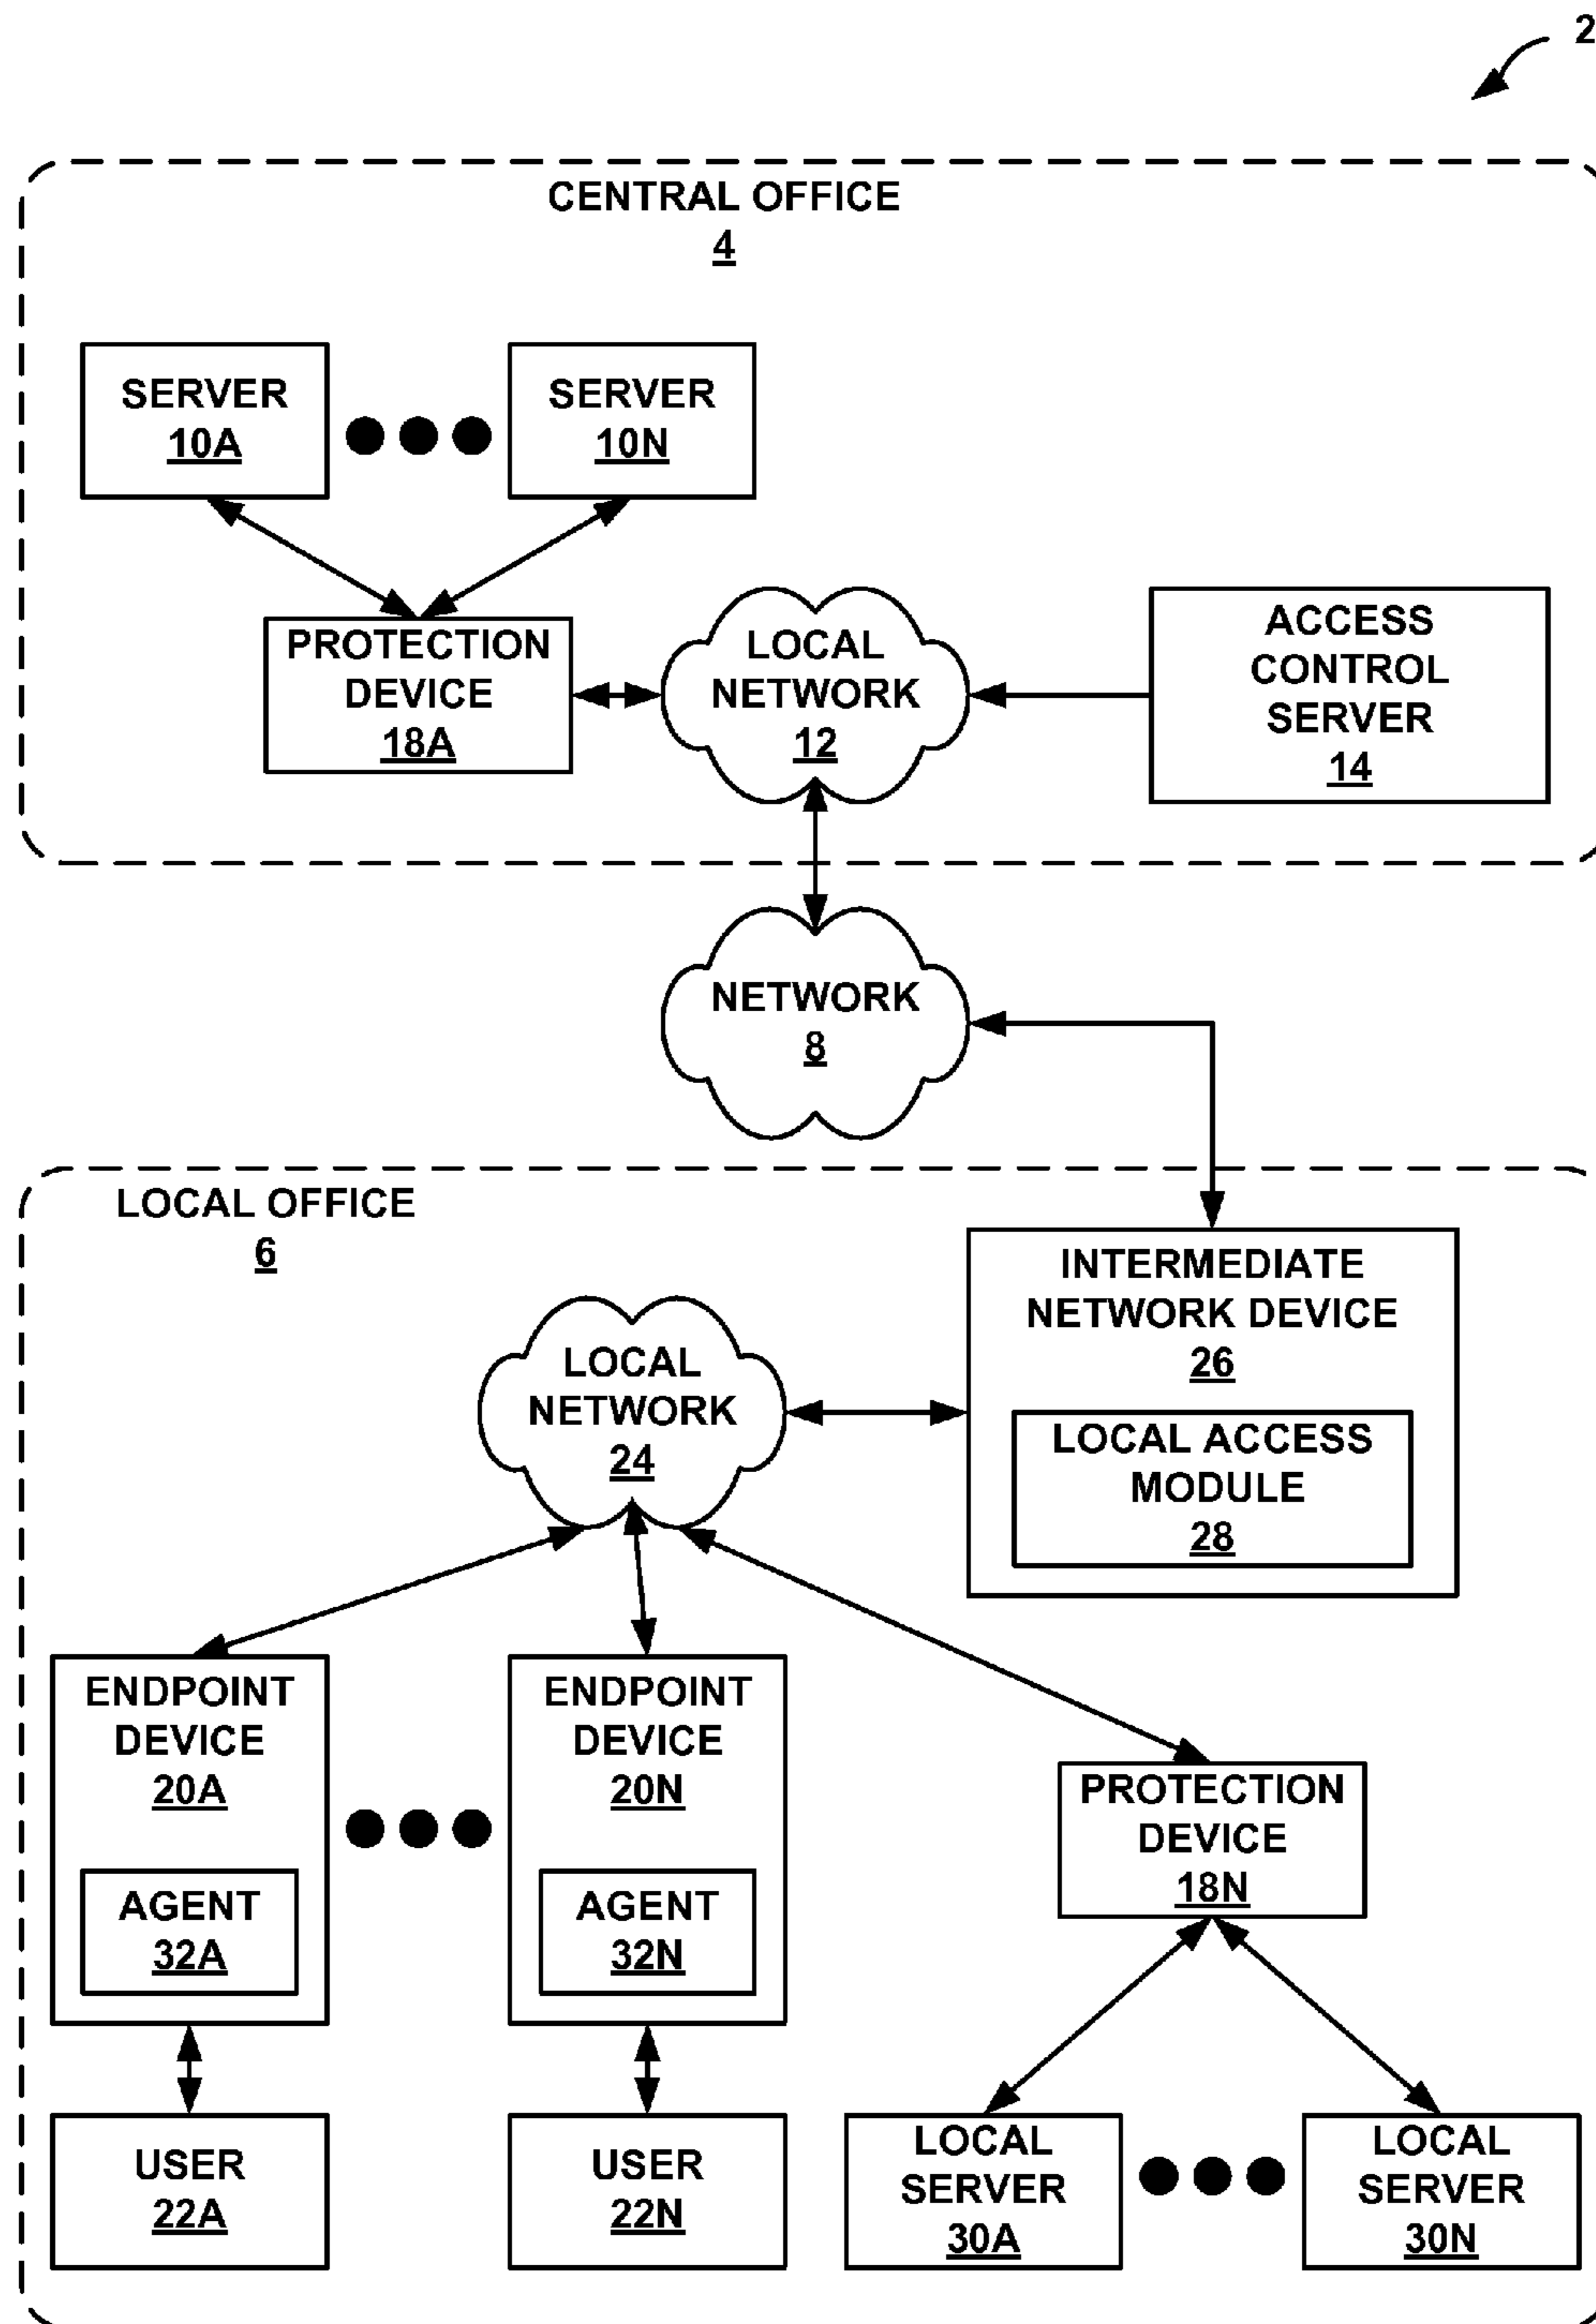 2
CENTRAL OFFICE
4
SERVER
10A
SERVER
10N
PROTECTION
DEVICE
18A
LOCAL
NETWORK
12
ACCESS
CONTROL
SERVER
14
NETWORK
8
LOCAL OFFICE
6
INTERMEDIATE
NETWORK DEVICE
26
LOCAL ACCESS
MODULE
28
LOCAL
NETWORK
24
ENDPOINT
DEVICE
20A
AGENT
32A
ENDPOINT
DEVICE
20N
AGENT
32N
PROTECTION
DEVICE
18N
USER
22A
USER
22N
LOCAL
SERVER
30A
LOCAL
SERVER
30N